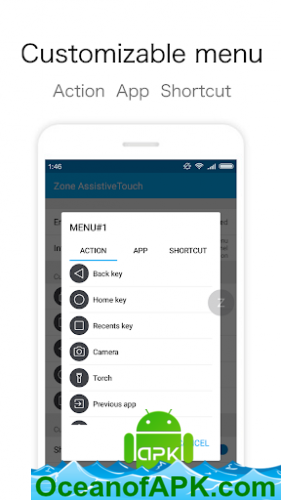 Customizable menu
Action App Shortcut
1:46
Zone AssistiveTouch
MENU#1
ACTION APP SHORTCUT
Back key
Home key
Recents key
Camera
Torch
Previous app
Z
APK
OceanofAPK.com